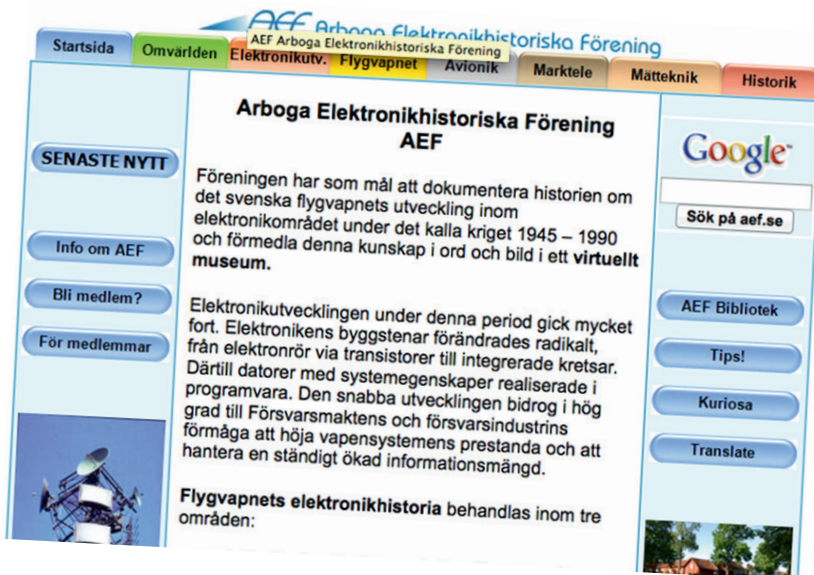 AEF Arboga Elektronikhistoriska Förening
AEF Arboga Elektronikhistoriska Förening
Startsida
Omvärlden
Elektronikutv.
Flygvapnet
Avionik
Marktele
Mätteknik
Historik
SENASTE NYTT
Info om AEF
Bli medlem?
För medlemmar
Arboga Elektronikhistoriska Förening
AEF
Föreningen har som mål att dokumentera historien om
det svenska flygvapnets utveckling inom
elektronikområdet under det kalla kriget 1945 – 1990
och förmedla denna kunskap i ord och bild i ett virtuellt
museum.
Elektronikutvecklingen under denna period gick mycket
fort. Elektronikens byggstenar förändrades radikalt,
från elektronrör via transistorer till integrerade kretsar.
Därtill datorer med systemegenskaper realiserade i
programvara. Den snabba utvecklingen bidrog i hög
grad till Försvarsmaktens och försvarsindustrins
förmåga att höja vapensystemens prestanda och att
hantera en ständigt ökad informationsmängd.
Flygvapnets elektronikhistoria behandlas inom tre
områden:
Google™
Sök på aef.se
AEF Bibliotek
Tips!
Kuriosa
Translate